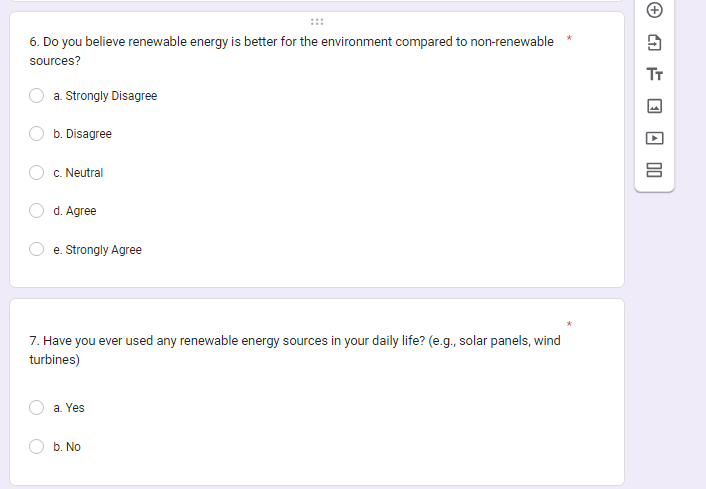 6. Do you believe renewable energy is better for the environment compared to non-renewable *
sources?
a. Strongly Disagree
b. Disagree
c. Neutral
d. Agree
e. Strongly Agree
*
7. Have you ever used any renewable energy sources in your daily life? (e.g., solar panels, wind
turbines)
a. Yes
b. No